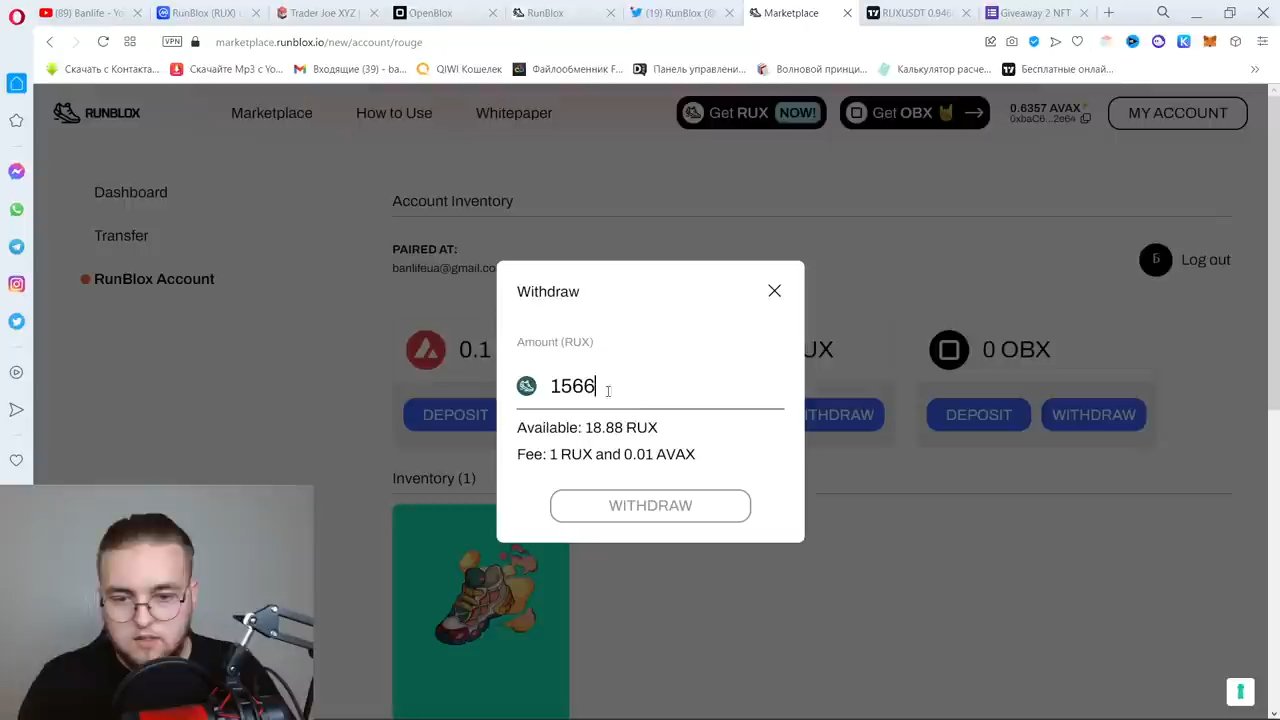 (19) Banlife – YouTub...
RunBlox (RUX) ц
Trader Joe XYZ
OpenBlox
RunBlox
(19) RunBlox (
Marketplace
RUXUSDT 0.946
Giveaway 2 NFT
VPN
marketplace.runblox.io/new/account/rouge
Скачать с Контакта...
Скачайте Mp3 с Yo...
Входящие (39) - ba...
QIWI Кошелек
Файлообменник F...
Панель управлени...
Волновой принци...
Калькулятор расче...
Бесплатные онлай...
RUNBLOX
Marketplace
How to Use
Whitepaper
Get RUX NOW!
Get OBX
0.6357 AVAX
0xbaC6...2e64
MY ACCOUNT
Dashboard
Transfer
RunBlox Account
Account Inventory
PAIRED AT:
banlifeua@gmail.co
Б
Log out
0.1
UX
0 OBX
DEPOSIT
ITHDRAW
DEPOSIT
WITHDRAW
Inventory (1)
Withdraw
Amount (RUX)
1566
Available: 18.88 RUX
Fee: 1 RUX and 0.01 AVAX
WITHDRAW